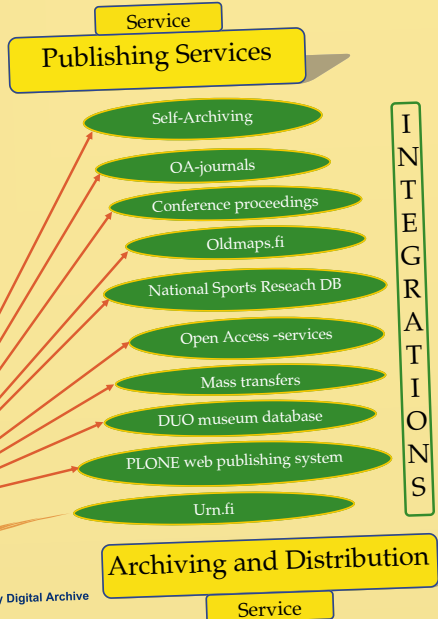 Service
Publishing Services
Self-Archiving
OA-journals
Conference proceedings
Oldmaps.fi
National Sports Reseach DB
Open Access -services
Mass transfers
DUO museum database
PLONE web publishing system
Urn.fi
INTEGRATIONS
Archiving and Distribution
Digital Archive
Service